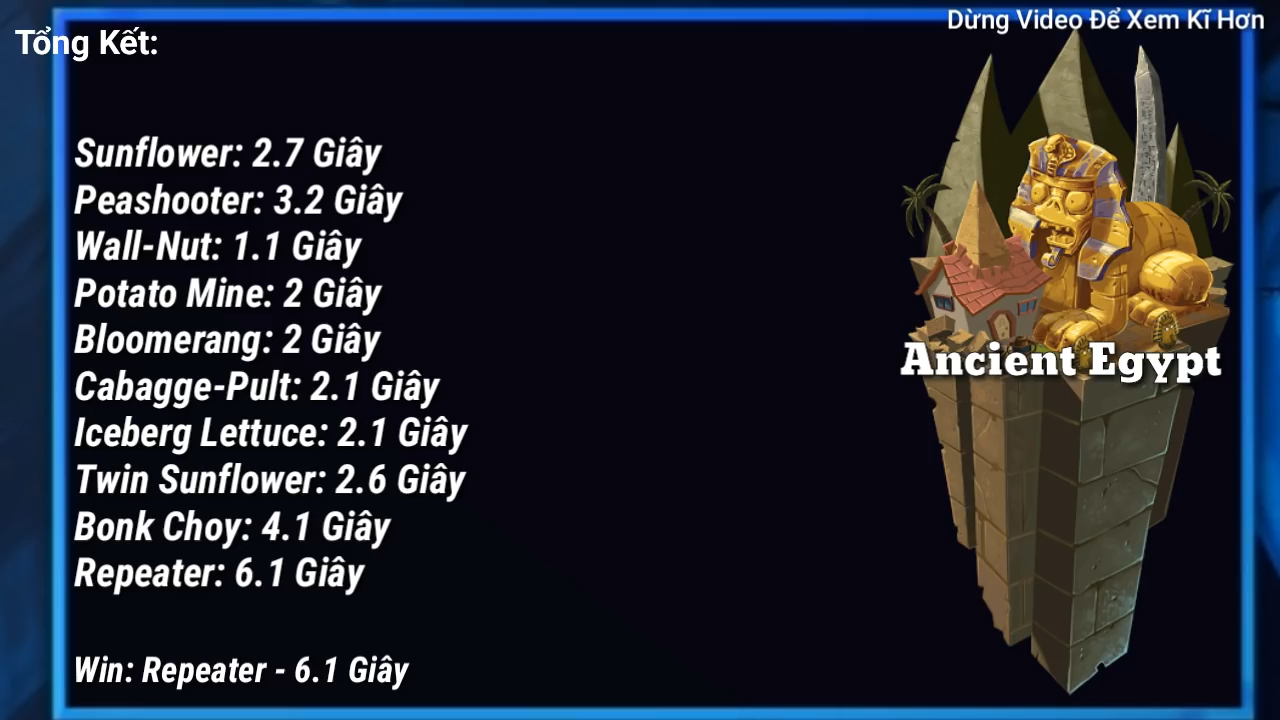 Dừng Video Để Xem Kĩ Hơn
Tổng Kết:
Sunflower: 2.7 Giây
Peashooter: 3.2 Giây
Wall-Nut: 1.1 Giây
Potato Mine: 2 Giây
Bloomerang: 2 Giây
Cabagge-Pult: 2.1 Giây
Iceberg Lettuce: 2.1 Giây
Twin Sunflower: 2.6 Giây
Bonk Choy: 4.1 Giây
Repeater: 6.1 Giây
Win: Repeater - 6.1 Giây
Ancient Egypt